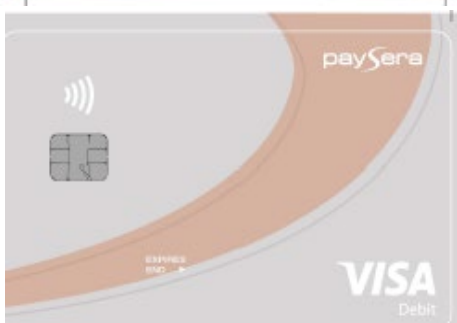 paysera
EXPIRES
END
VISA
Debit